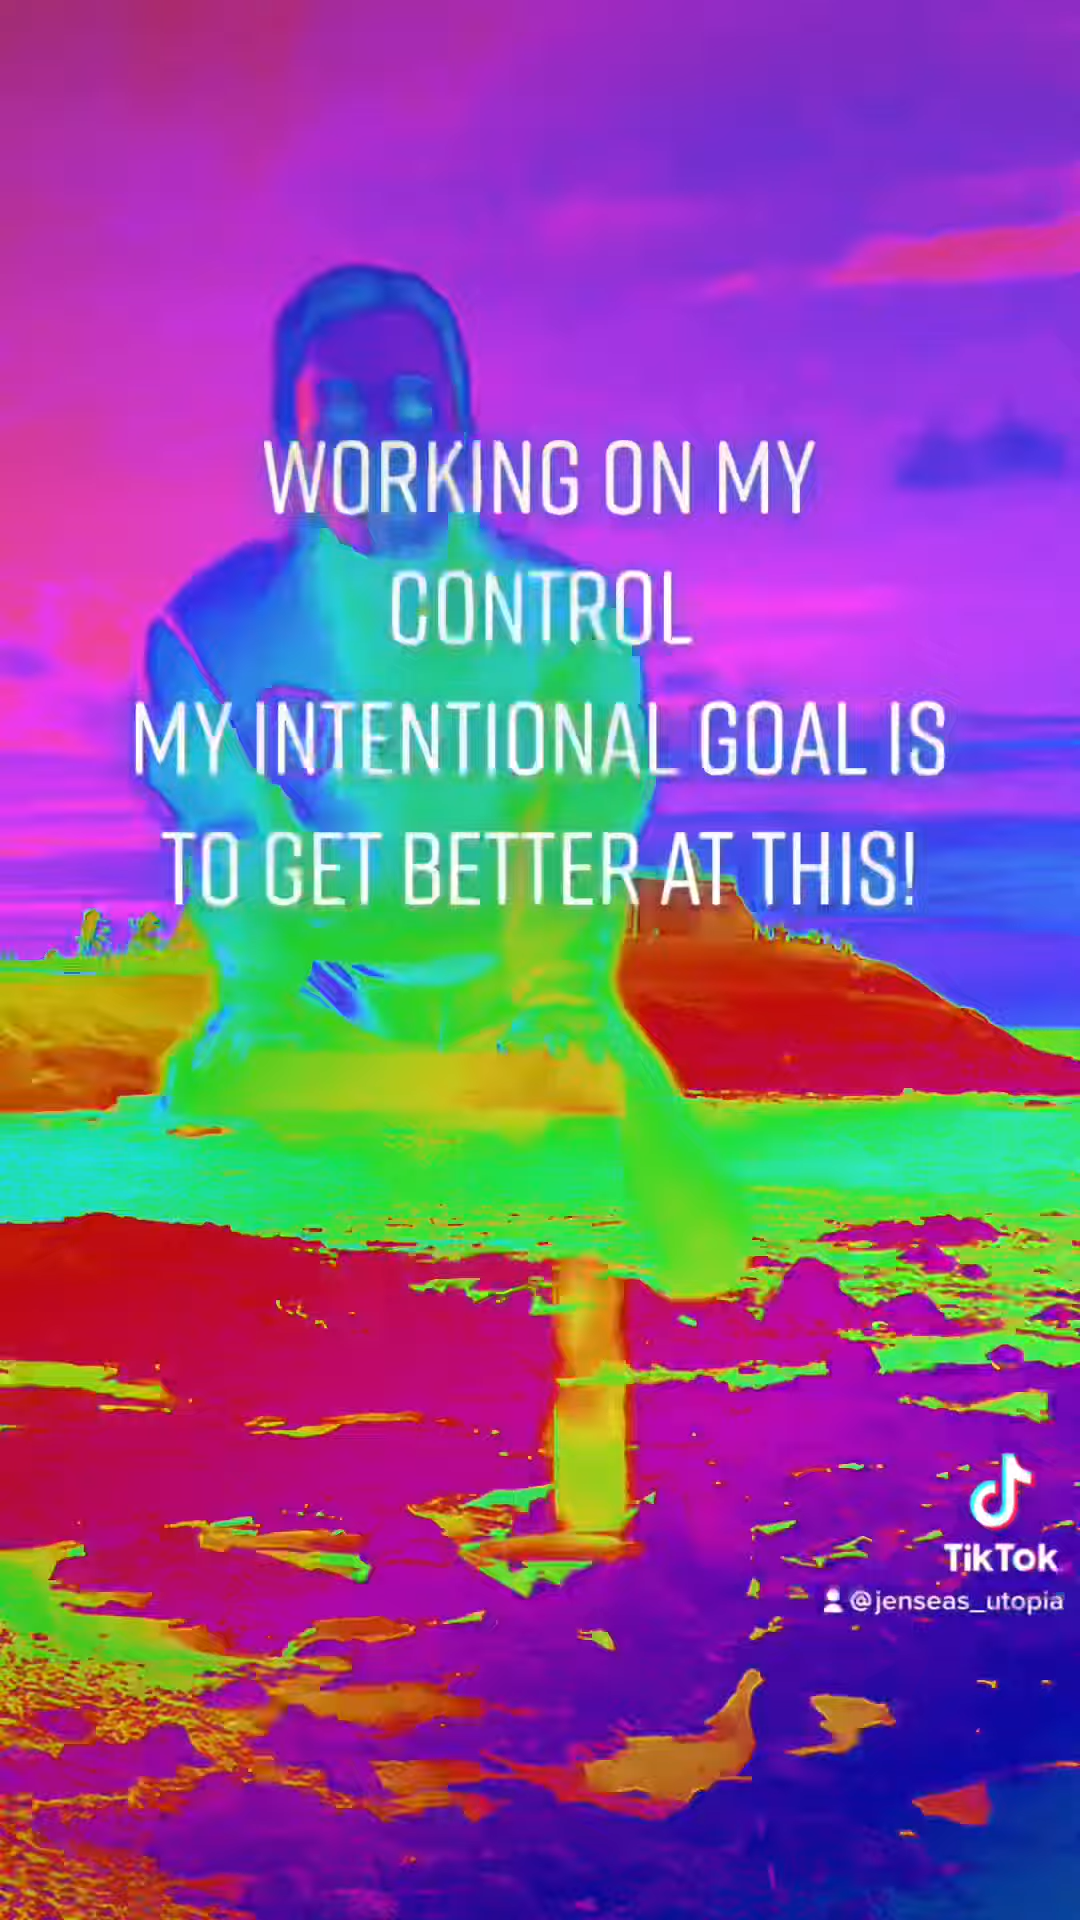 WORKING ON MY
CONTROL
MY INTENTIONAL GOAL IS
TO GET BETTER AT THIS!
TikTok
@jenseas_utopia